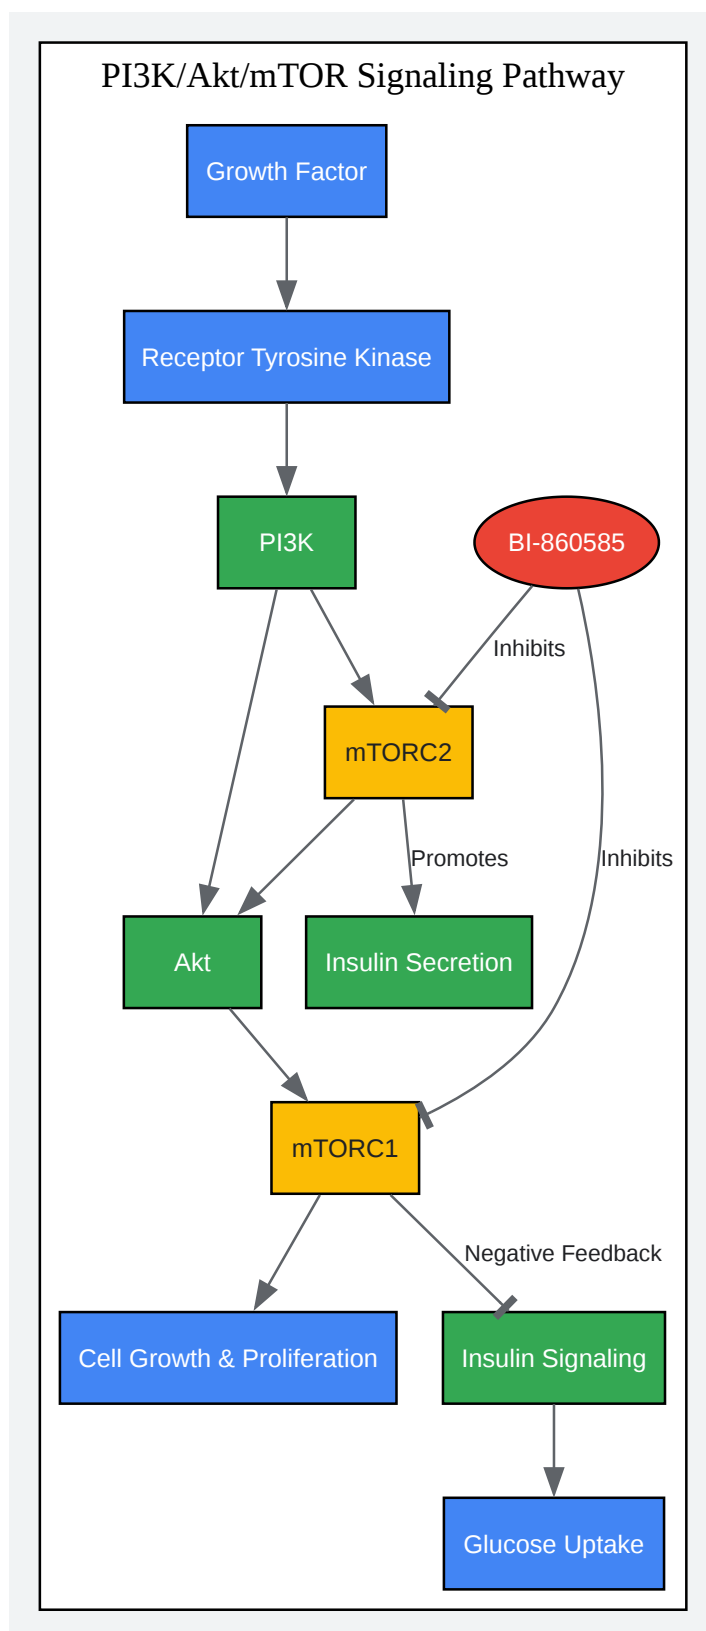 PI3K/Akt/mTOR Signaling Pathway
Growth Factor
Receptor Tyrosine Kinase
PI3K
BI-860585
Inhibits
mTORC2
Promotes
Inhibits
Akt
Insulin Secretion
mTORC1
Negative Feedback
Cell Growth & Proliferation
Insulin Signaling
Glucose Uptake